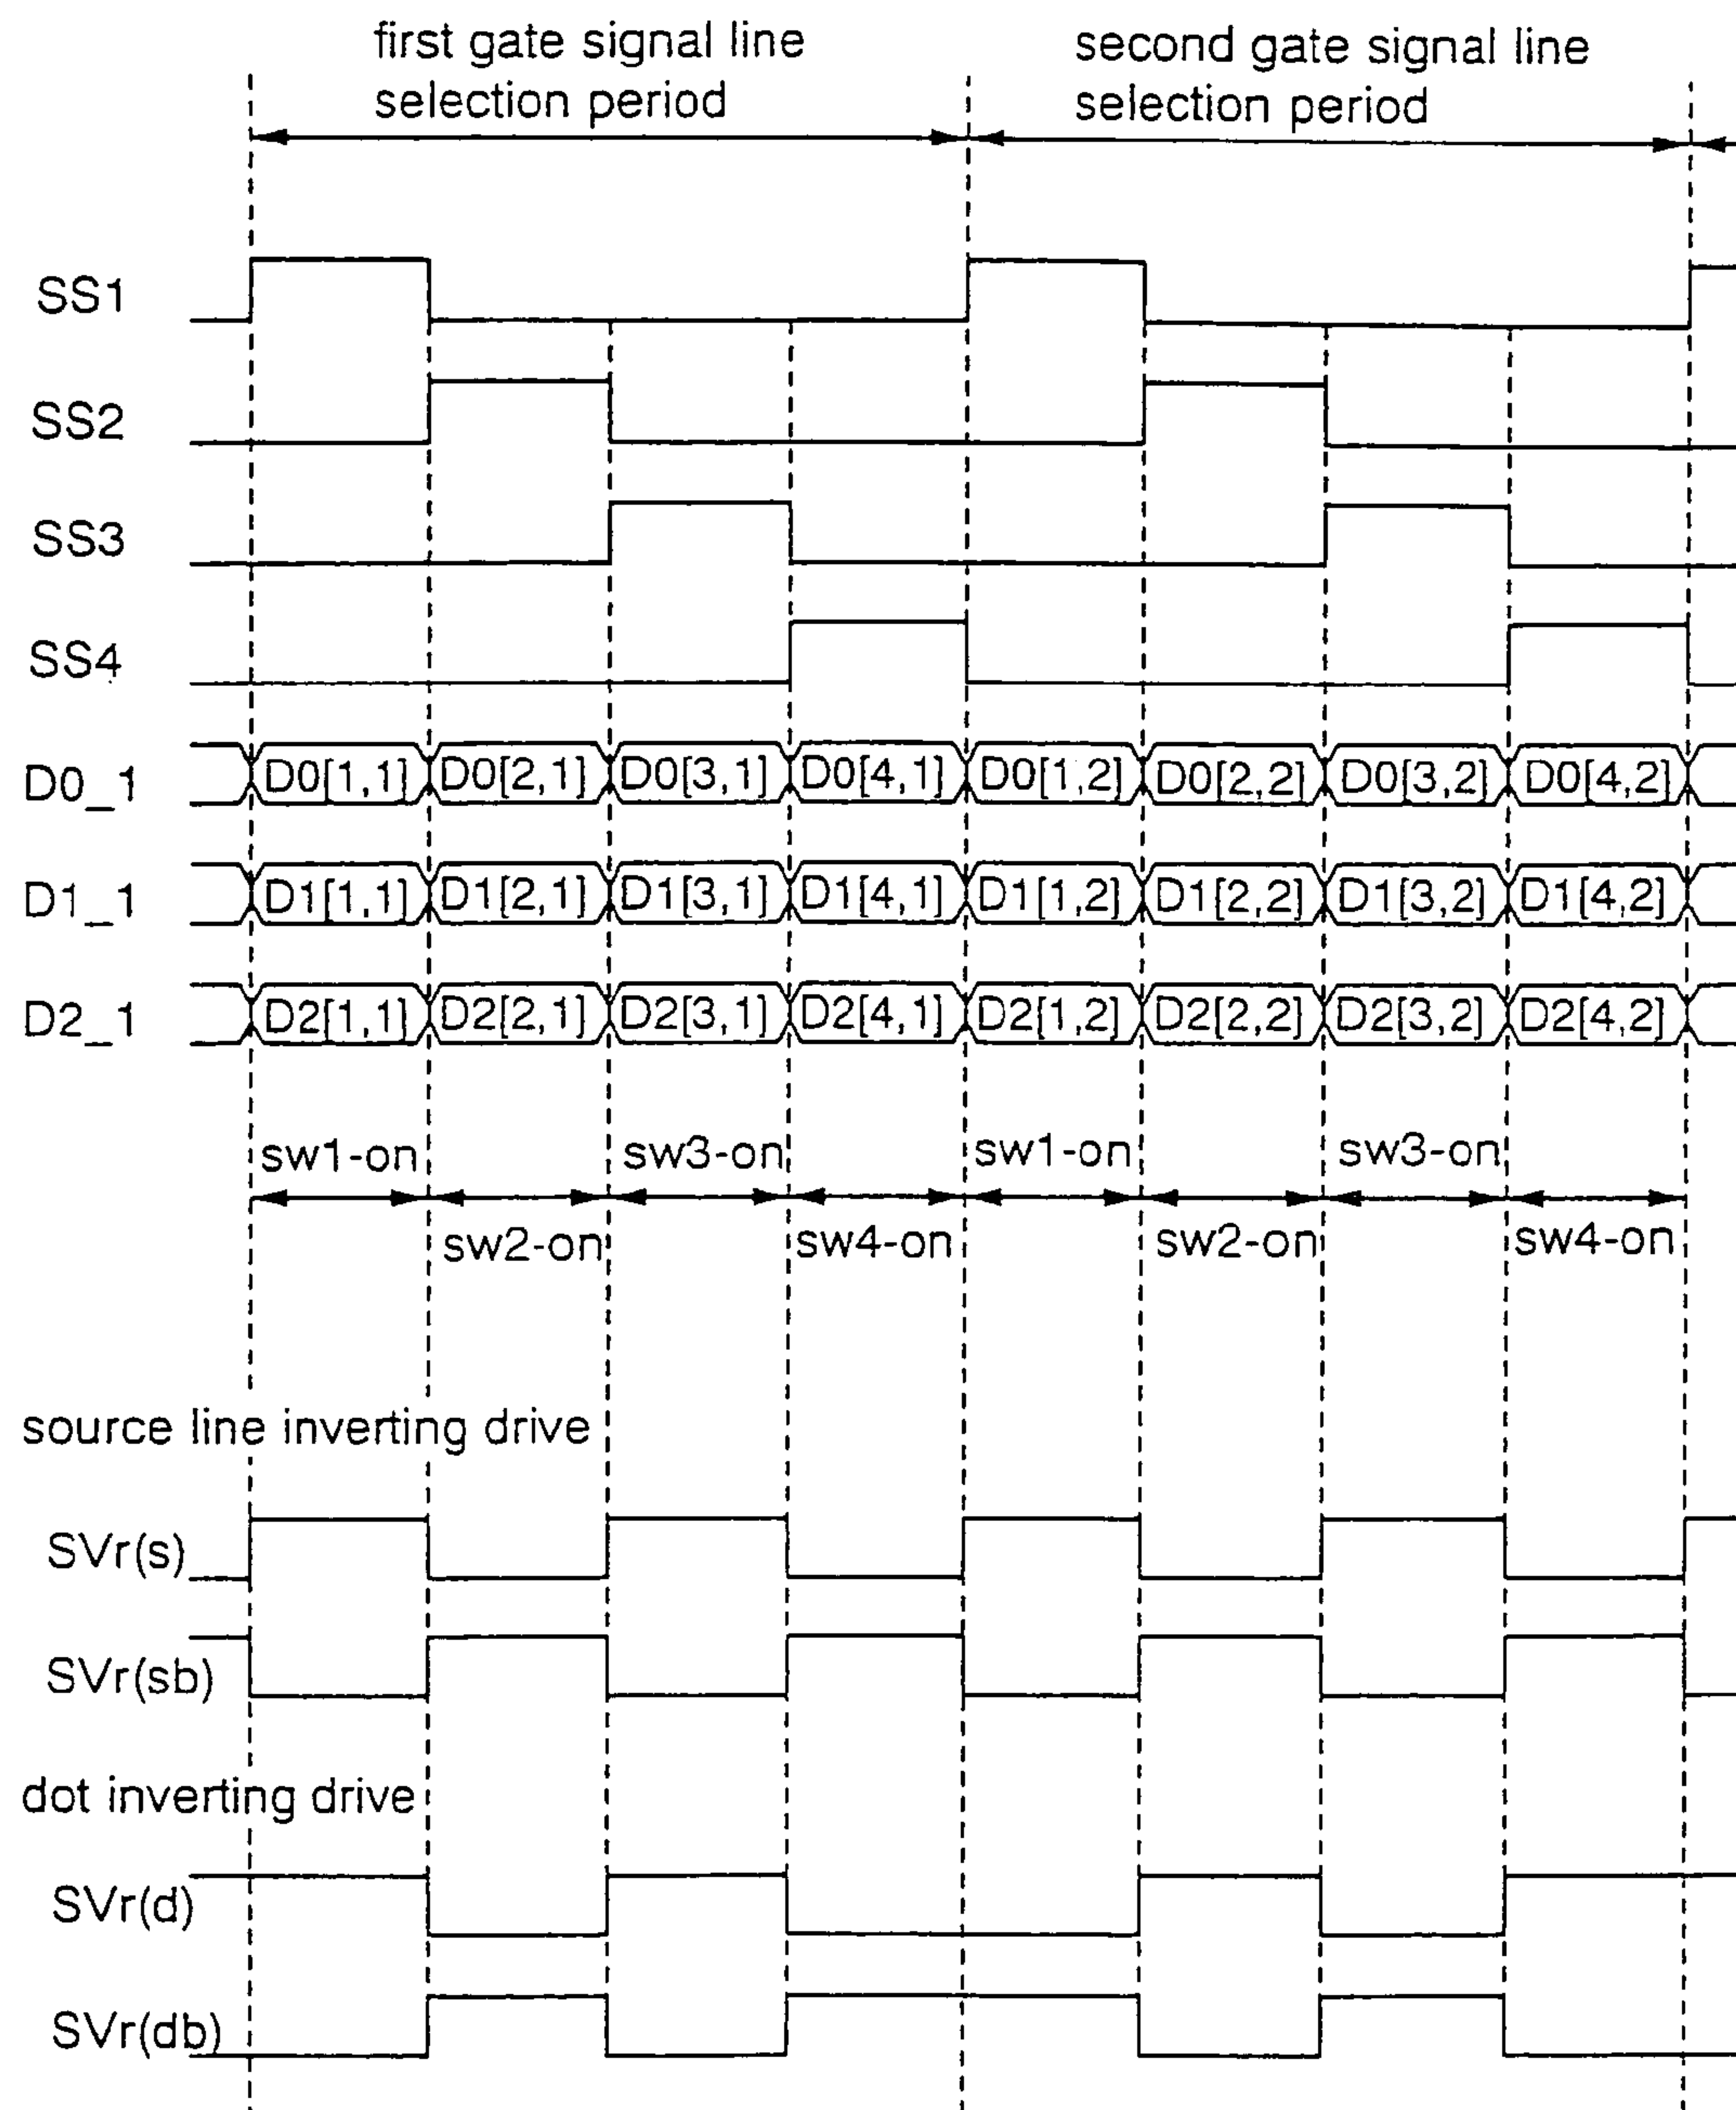 first gate signal line
selection period
second gate signal line
selection period
SS1
SS2
SS3
SS4
D0_1 D0[1,1] D0[2,1] D0[3,1] D0[4,1] D0[1,2] D0[2,2] D0[3,2] D0[4,2]
D1_1 D1[1,1] D1[2,1] D1[3,1] D1[4,1] D1[1,2] D1[2,2] D1[3,2] D1[4,2]
D2_1 D2[1,1] D2[2,1] D2[3,1] D2[4,1] D2[1,2] D2[2,2] D2[3,2] D2[4,2]
sw1-on sw3-on sw1-on sw3-on
sw2-on sw4-on sw2-on sw4-on
source line inverting drive
SVr(s)
SVr(sb)
dot inverting drive
SVr(d)
SVr(db)